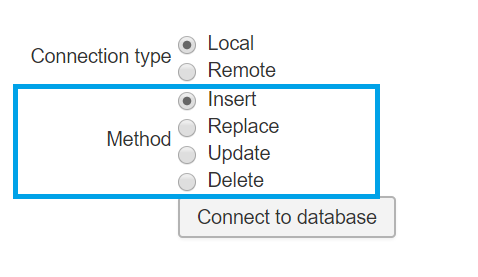 Connection type
Local
Remote
Method
Insert
Replace
Update
Delete
Connect to database